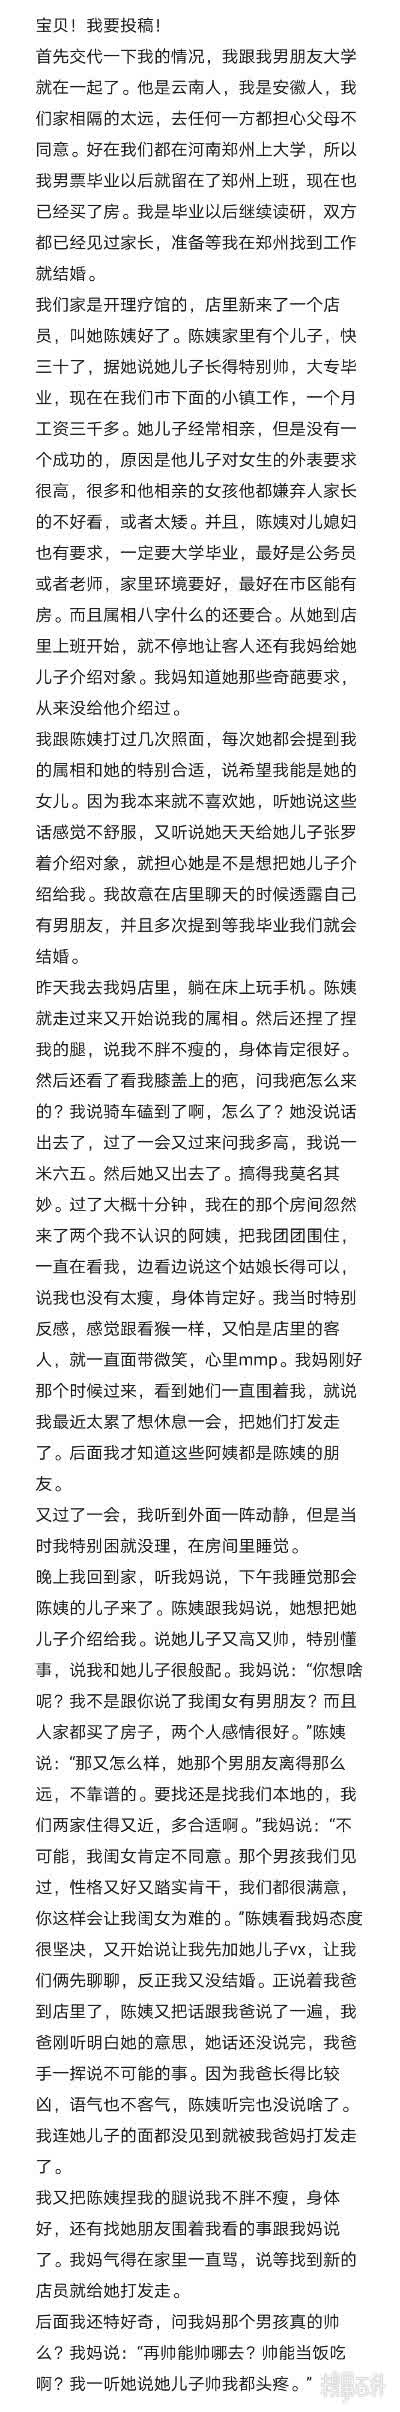 宝贝！我要投稿！
首先交代一下我的情况，我跟我男朋友大学
就在一起了。他是云南人，我是安徽人，我
们家相隔的太远，去任何一方都担心父母不
同意。好在我们都在河南郑州上大学，所以
我男票毕业以后就留在了郑州上班，现在也
已经买了房。我是毕业以后继续读研，双方
都已经见过家长，准备等我在郑州找到工作
就结婚。
我们家是开理疗馆的，店里新来了一个店
员，叫她陈姨好了。陈姨家里有个儿子，快
三十了，据她说她儿子长得特别帅，大专毕
业，现在在我们市下面的小镇工作，一个月
工资三千多。她儿子经常相亲，但是没有一
个成功的，原因是他儿子对女生的外表要求
很高，很多和他相亲的女孩他都嫌弃人家长
的不好看，或者太矮。并且，陈姨对儿媳妇
也有要求，一定要大学毕业，最好是公务员
或者老师，家里环境要好，最好在市区能有
房。而且属相八字什么的还要合。从她到店
里上班开始，就不停地让客人还有我妈给她
儿子介绍对象。我妈知道她那些奇葩要求，
从来没给他介绍过。
我跟陈姨打过几次照面，每次她都会提到我
的属相和她的特别合适，说希望我能是她的
女儿。因为我本来就不喜欢她，听她说这些
话感觉不舒服，又听说她天天给她儿子张罗
着介绍对象，就担心她是不是想把她儿子介
绍给我。我故意在店里聊天的时候透露自己
有男朋友，并且多次提到等我毕业我们就会
结婚。
昨天我去我妈店里，躺在床上玩手机。陈姨
就走过来又开始说我的属相。然后还捏了捏
我的腿，说我不胖不瘦的，身体肯定很好。
然后还看了看我膝盖上的疤，问我疤怎么来
的？我说骑车磕到了啊，怎么了？她没说话
出去了，过了一会又过来问我多高，我说一
米六五。然后她又出去了。搞得我莫名其
妙。过了大概十分钟，我在的那个房间忽然
来了两个我不认识的阿姨，把我团团围住，
一直在看我，边看边说这个姑娘长得可以，
说我也没有太瘦，身体肯定好。我当时特别
反感，感觉跟看猴一样，又怕是店里的客
人，就一直面带微笑，心里mmp。我妈刚好
那个时候过来，看到她们一直围着我，就说
我最近太累了想休息一会，把她们打发走
了。后面我才知道这些阿姨都是陈姨的朋
友。
又过了一会，我听到外面一阵动静，但是当
时我特别困就没理，在房间里睡觉。
晚上我回到家，听我妈说，下午我睡觉那会
陈姨的儿子来了。陈姨跟我妈说，她想把她
儿子介绍给我。说她儿子又高又帅，特别懂
事，说我和她儿子很般配。我妈说：“你想啥
呢？我不是跟你说了我闺女有男朋友？而且
人家都买了房子，两个人感情很好。”陈姨
说：“那又怎么样，她那个男朋友离得那么
远，不靠谱的。要找还是找我们本地的，我
们两家住得又近，多合适啊。”我妈说：“不
可能，我闺女肯定不同意。那个男孩我们见
过，性格又好又踏实肯干，我们都很满意，
你这样会让我闺女为难的。”陈姨看我妈态度
很坚决，又开始说让我先加她儿子vx，让我
们俩先聊聊，反正我又没结婚。正说着我爸
到店里了，陈姨又把话跟我爸说了一遍，我
爸刚听明白她的意思，她话还没说完，我爸
手一挥说不可能的事。因为我爸长得比较
凶，语气也不客气，陈姨听完也没说啥了。
我连她儿子的面都没见到就被我爸妈打发走
了。
我又把陈姨捏我的腿说我不胖不瘦，身体
好，还有找她朋友围着我看的事跟我妈说
了。我妈气得在家里一直骂，说等找到新的
店员就给她打发走。
后面我还特好奇，问我妈那个男孩真的帅
么？我妈说：“再帅能帅哪去？帅能当饭吃
啊？我一听她说她儿子帅我都头疼。”